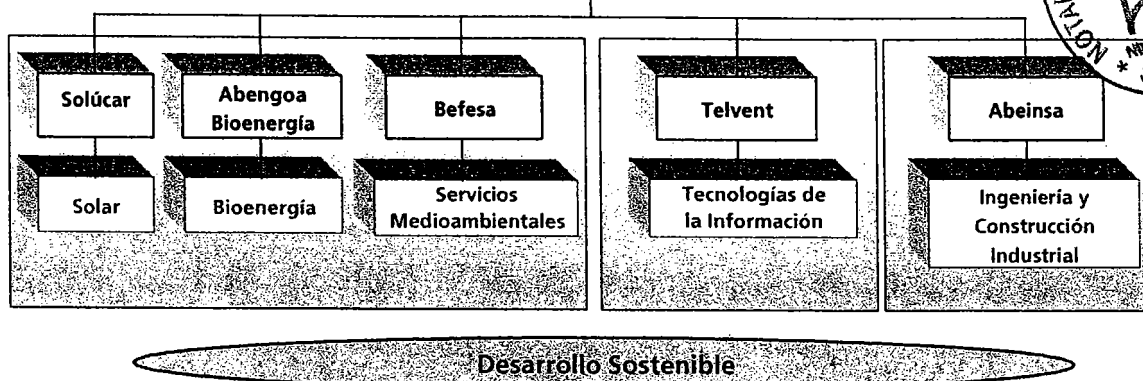 Solúcar
Abengoa
Bioenergía
Befesa
Telvent
Abeinsa
Solar
Bioenergía
Servicios
Medioambientales
Tecnologías de
la Información
Ingeniería y
Construcción
Industrial
Desarrollo Sostenible